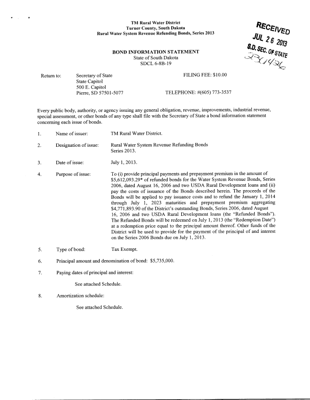 TM Rural Water District
Turner County, South Dakota
Rural Water System Revenue Refunding Bonds, Series 2013
RECEIVED
JUL 26 2013
S.D. SEC. OF STATE
BOND INFORMATION STATEMENT
State of South Dakota
SDCL 6-8B-19
Return to: Secretary of State FILING FEE: $10.00
State Capitol
500 E. Capitol
Pierre, SD 57501-5077 TELEPHONE: #(605) 773-3537
Every public body, authority, or agency issuing any general obligation, revenue, improvements, industrial revenue,
special assessment, or other bonds of any type shall file with the Secretary of State a bond information statement
concerning each issue of bonds.
1. Name of issuer: TM Rural Water District.
2. Designation of issue: Rural Water System Revenue Refunding Bonds
Series 2013.
3. Date of issue: July 1, 2013.
4. Purpose of issue: To (i) provide principal payments and prepayment premium in the amount of
$5,612,093.29* of refunded bonds for the Water System Revenue Bonds, Series
2006, dated August 16, 2006 and two USDA Rural Development loans and (ii)
pay the costs of issuance of the Bonds described herein. The proceeds of the
Bonds will be applied to pay issuance costs and to refund the January 1, 2014
through July 1, 2023 maturities and prepayment premium aggregating
$4,771,893.90 of the District's outstanding Bonds, Series 2006, dated August
16, 2006 and two USDA Rural Development loans (the "Refunded Bonds").
The Refunded Bonds will be redeemed on July 1, 2013 (the "Redemption Date")
at a redemption price equal to the principal amount thereof. Other funds of the
District will be used to provide for the payment of the principal of and interest
on the Series 2006 Bonds due on July 1, 2013.
5. Type of bond: Tax Exempt.
6. Principal amount and denomination of bond: $5,735,000.
7. Paying dates of principal and interest:
See attached Schedule.
8. Amortization schedule:
See attached Schedule.